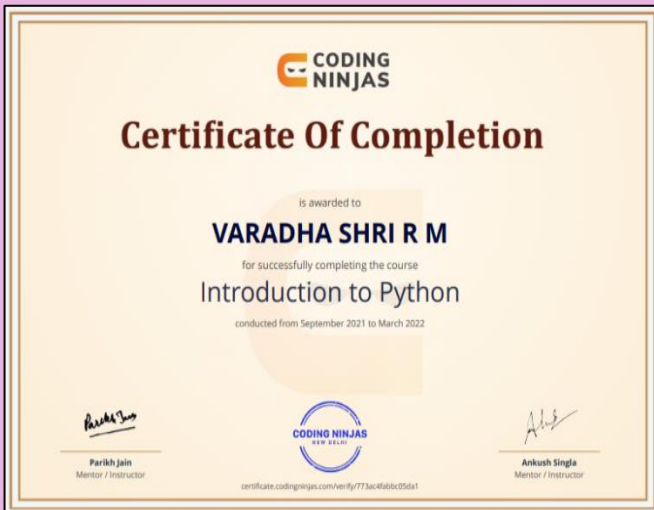 CODING
NINJAS
Certificate Of Completion
is awarded to
VARADHA SHRI R M
for successfully completing the course
Introduction to Python
conducted from September 2021 to March 2022
Parikh Jain
CODING NINJAS
NEW DELHI
Parikh Jain
Mentor / Instructor
Ankush Singla
Mentor / Instructor
certificate.codingninjas.com/verify/773ac4fabbc05da1